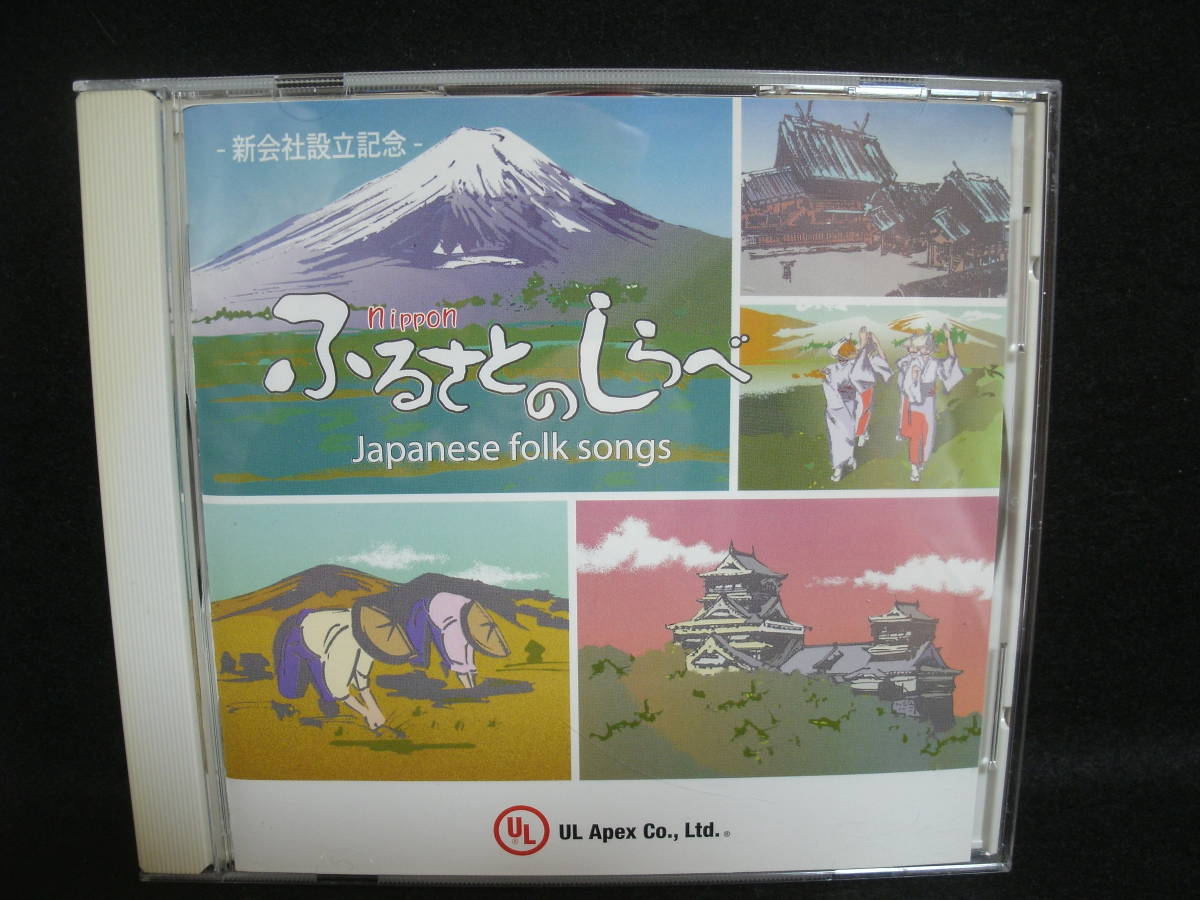 - 新会社設立記念 -
nippon
ふるさとのしらべ
Japanese folk songs
UL ®
UL Apex Co., Ltd. ®